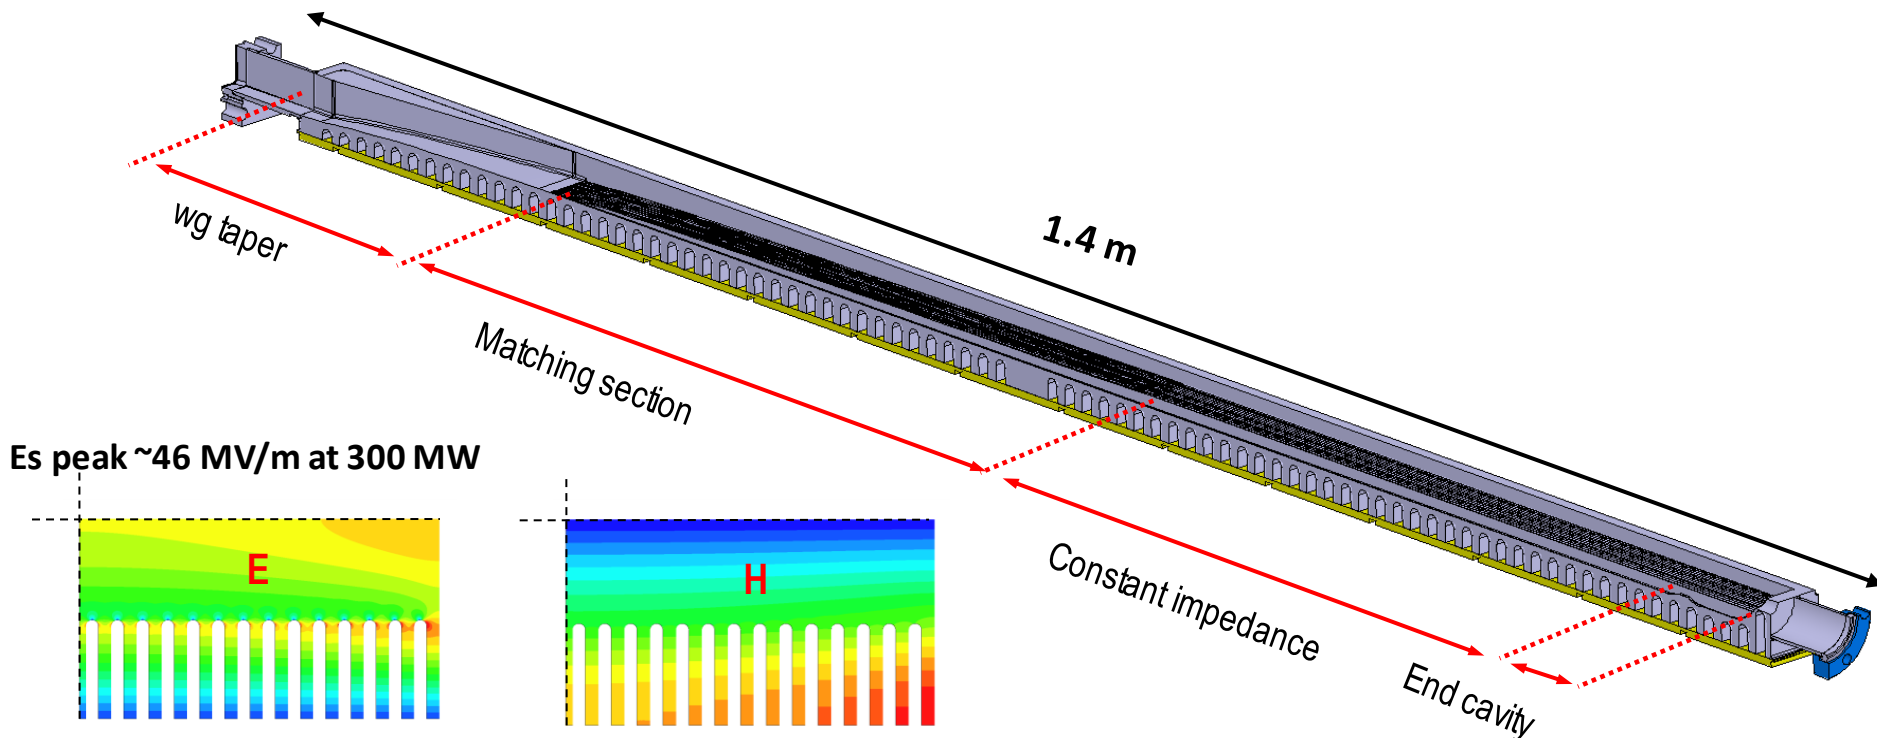 1.4 m
wg taper
Matching section
Es peak ~46 MV/m at 300 MW
E
H
Constant impedance
End cavity